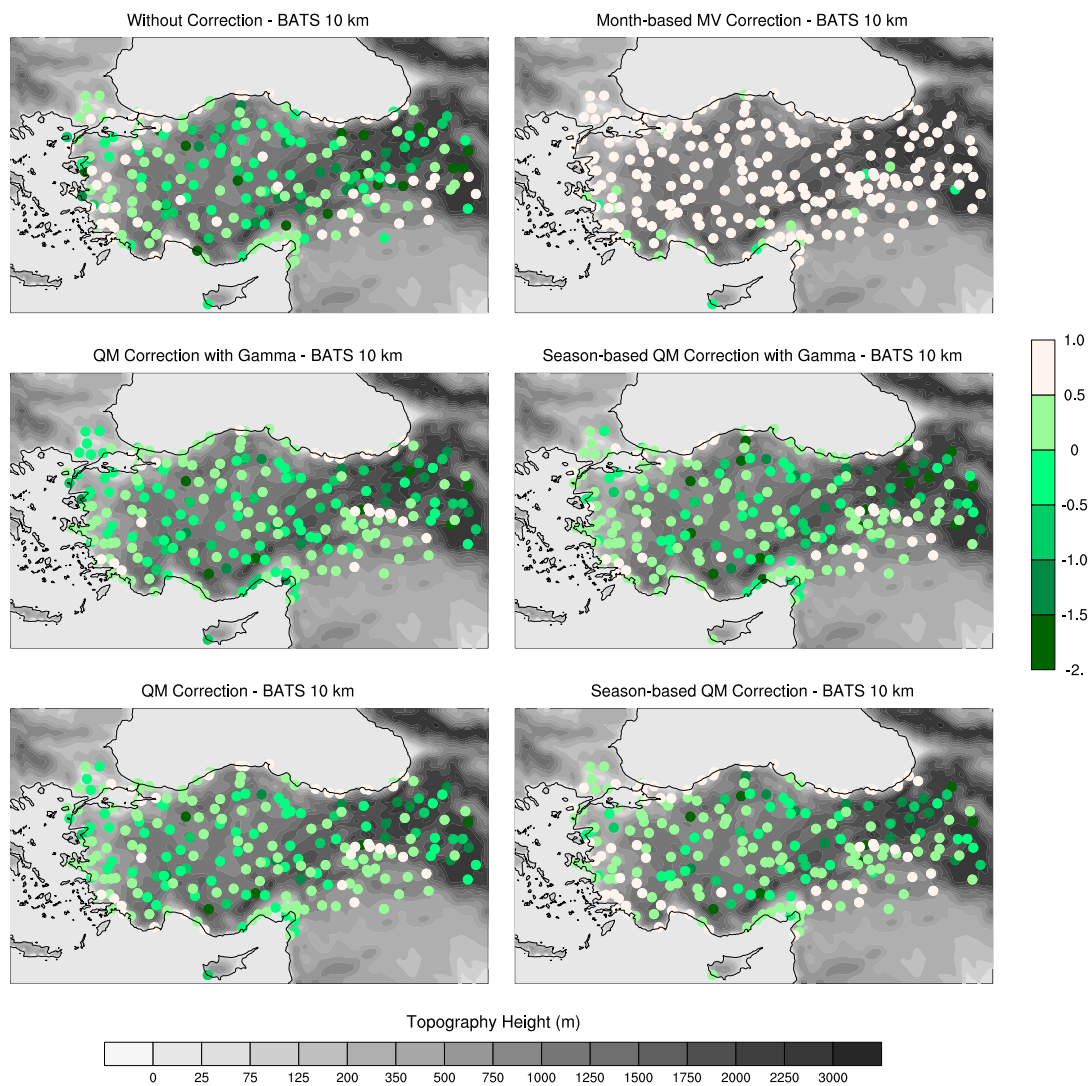 Without Correction - BATS 10 km
Month-based MV Correction - BATS 10 km
QM Correction with Gamma - BATS 10 km
Season-based QM Correction with Gamma - BATS 10 km
1.0
0.5
0
-0.5
-1.0
-1.5
-2.
QM Correction - BATS 10 km
Season-based QM Correction - BATS 10 km
Topography Height (m)
0 25 75 125 200 350 500 750 1000 1250 1500 1750 2000 2250 2500 3000